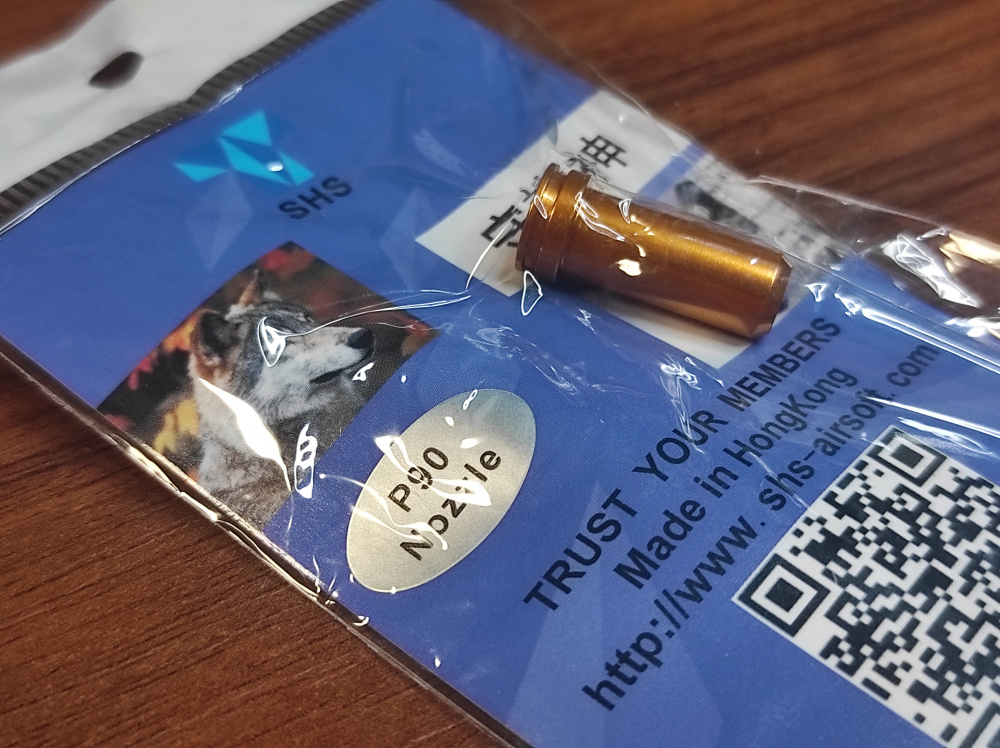 SHS
P90
Nozzle
TRUST YOUR MEMBERS
Made in HongKong
http://www.shs-airsoft.com